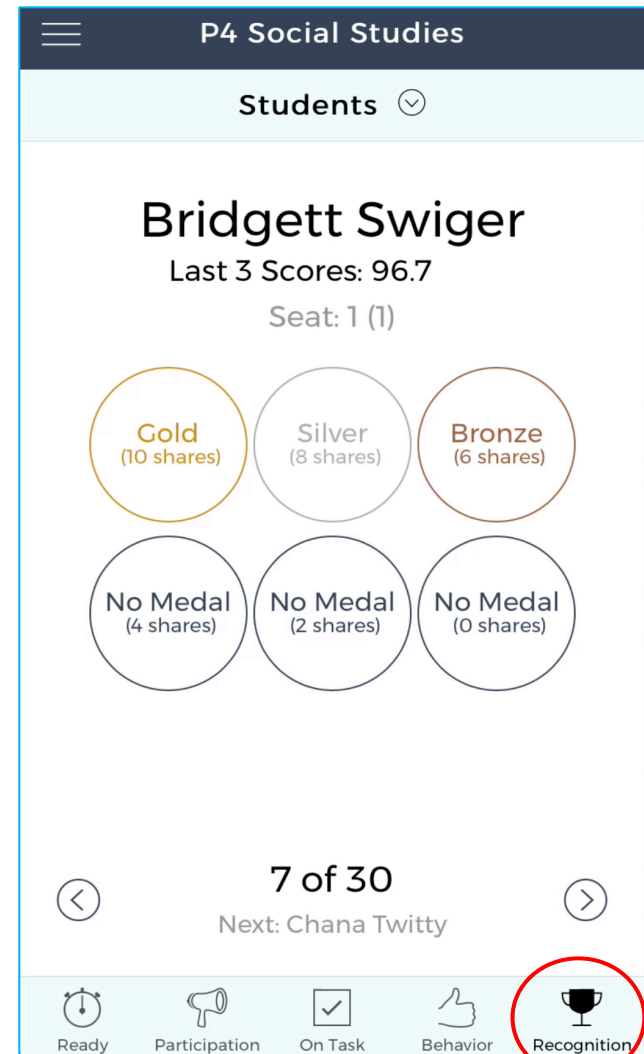 P4 Social Studies
Students
Bridgett Swiger
Last 3 Scores: 96.7
Seat: 1 (1)
Gold Silver Bronze
(10 shares) (8 shares) (6 shares)
No Medal No Medal No Medal
(4 shares) (2 shares) (0 shares)
7 of 30
Next: Chana Twitty
Ready Participation On Task Behavior Recognition